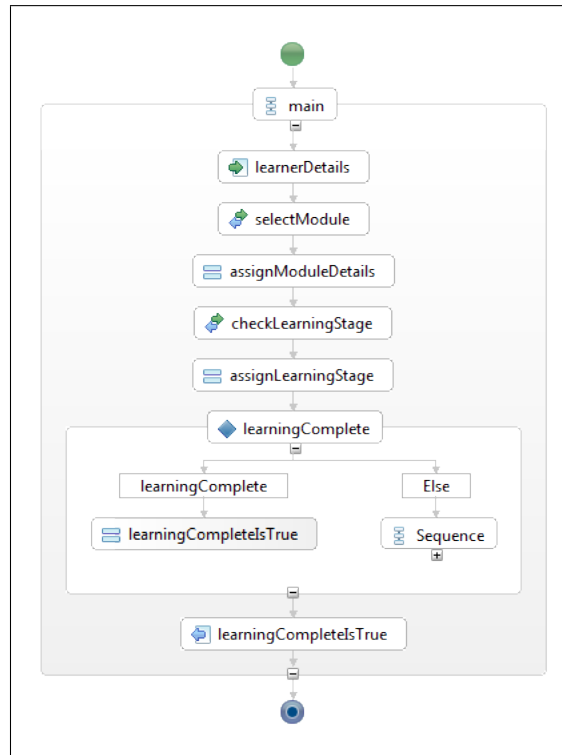 main
learnerDetails
selectModule
assignModuleDetails
checkLearningStage
assignLearningStage
learningComplete
learningComplete Else
learningCompleteIsTrue Sequence
learningCompleteIsTrue